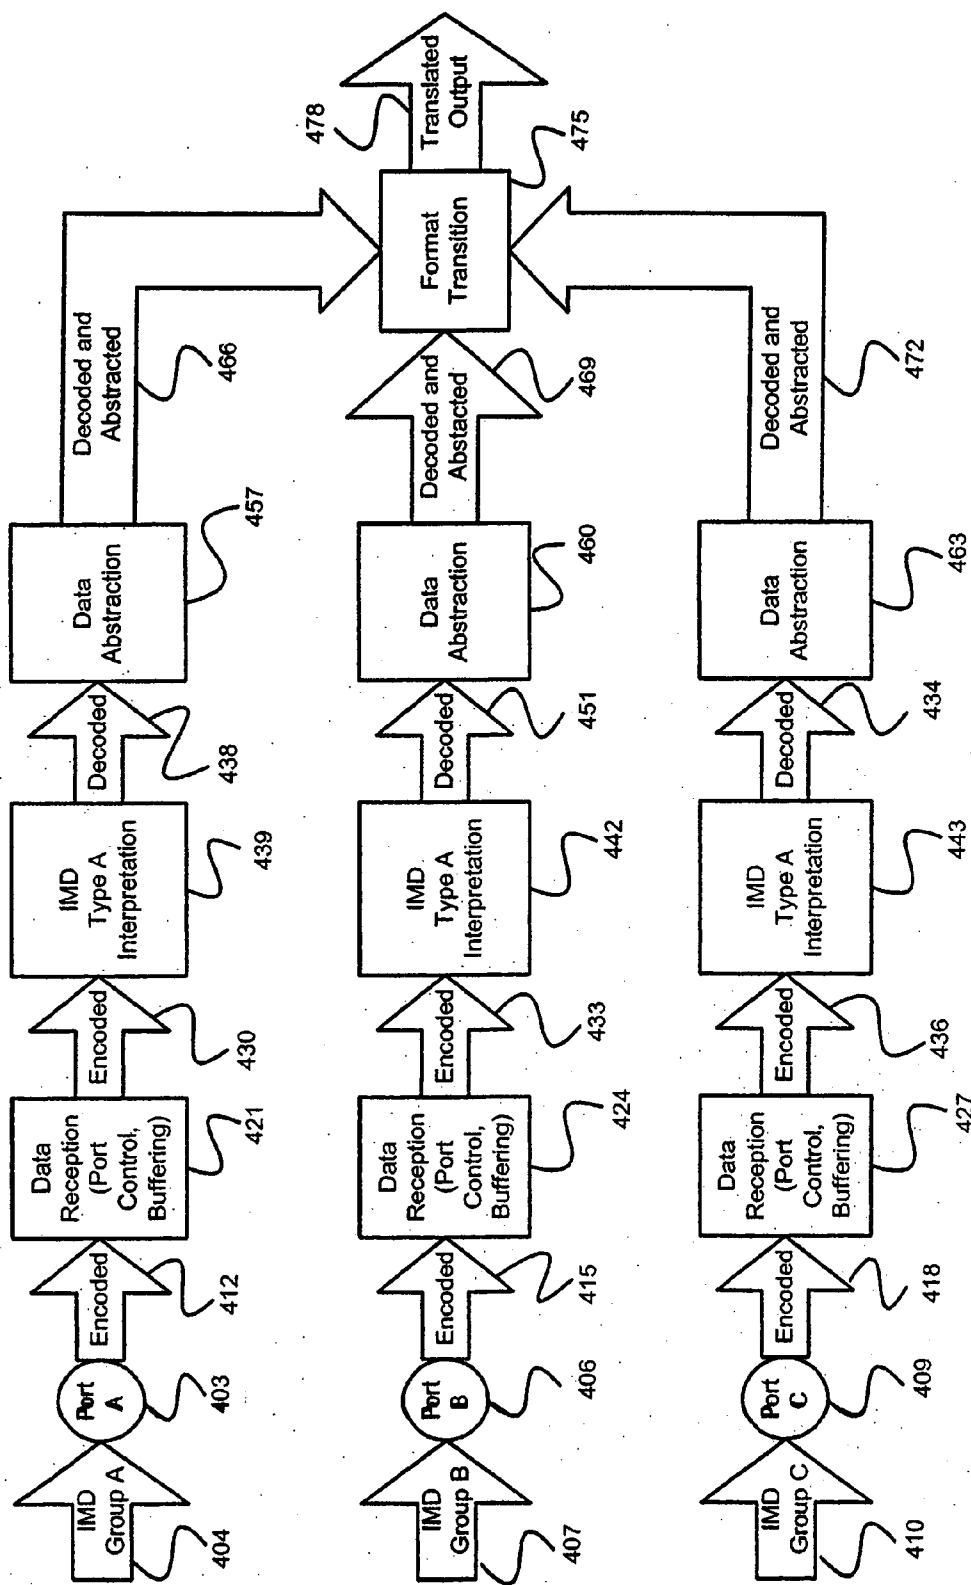 IMD
Group A
404
Port
A
403
Encoded
412
Data
Reception
(Port
Control,
Buffering)
421
Encoded
430
IMD
Type A
Interpretation
439
Decoded
438
Data
Abstraction
457
Decoded and
Abstracted
466
IMD
Group B
407
Port
B
406
Encoded
415
Data
Reception
(Port
Control,
Buffering)
424
Encoded
433
IMD
Type A
Interpretation
442
Decoded
451
Data
Abstraction
460
Decoded and
Abstacted
469
Format
Transition
475
Translated
Output
478
IMD
Group C
410
Port
C
409
Encoded
418
Data
Reception
(Port
Control,
Buffering)
427
Encoded
436
IMD
Type A
Interpretation
443
Decoded
434
Data
Abstraction
463
Decoded and
Abstracted
472